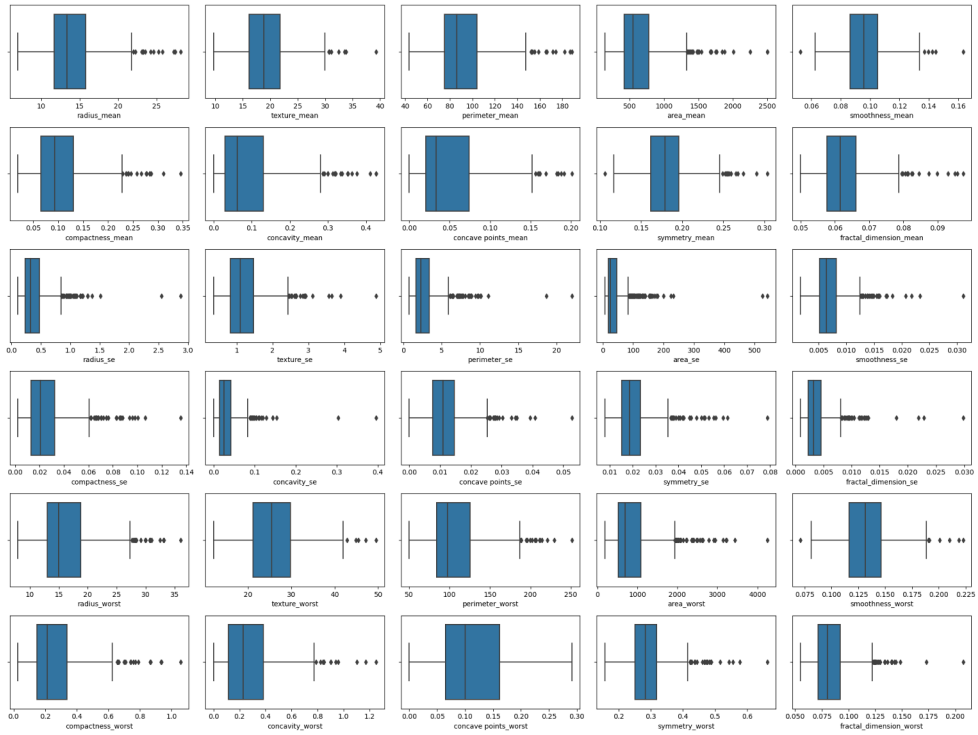 10 15 20 25
radius_mean
10 15 20 25 30 35 40
texture_mean
40 60 80 100 120 140 160 180
perimeter_mean
500 1000 1500 2000 2500
area_mean
0.06 0.08 0.10 0.12 0.14 0.16
smoothness_mean
0.05 0.10 0.15 0.20 0.25 0.30 0.35
compactness_mean
0.0 0.1 0.2 0.3 0.4
concavity_mean
0.00 0.05 0.10 0.15 0.20
concave points_mean
0.10 0.15 0.20 0.25 0.30
symmetry_mean
0.05 0.06 0.07 0.08 0.09
fractal_dimension_mean
0.0 0.5 1.0 1.5 2.0 2.5 3.0
radius_se
1 2 3 4 5
texture_se
0 5 10 15 20
perimeter_se
0 100 200 300 400 500
area_se
0.005 0.010 0.015 0.020 0.025 0.030
smoothness_se
0.00 0.02 0.04 0.06 0.08 0.10 0.12 0.14
compactness_se
0.0 0.1 0.2 0.3 0.4
concavity_se
0.00 0.01 0.02 0.03 0.04 0.05
concave points_se
0.01 0.02 0.03 0.04 0.05 0.06 0.07 0.08
symmetry_se
0.000 0.005 0.010 0.015 0.020 0.025 0.030
fractal_dimension_se
10 15 20 25 30 35
radius_worst
20 30 40 50
texture_worst
50 100 150 200 250
perimeter_worst
0 1000 2000 3000 4000
area_worst
0.075 0.100 0.125 0.150 0.175 0.200 0.225
smoothness_worst
0.0 0.2 0.4 0.6 0.8 1.0
compactness_worst
0.0 0.2 0.4 0.6 0.8 1.0 1.2
concavity_worst
0.00 0.05 0.10 0.15 0.20 0.25 0.30
concave points_worst
0.2 0.3 0.4 0.5 0.6
symmetry_worst
0.050 0.075 0.100 0.125 0.150 0.175 0.200
fractal_dimension_worst